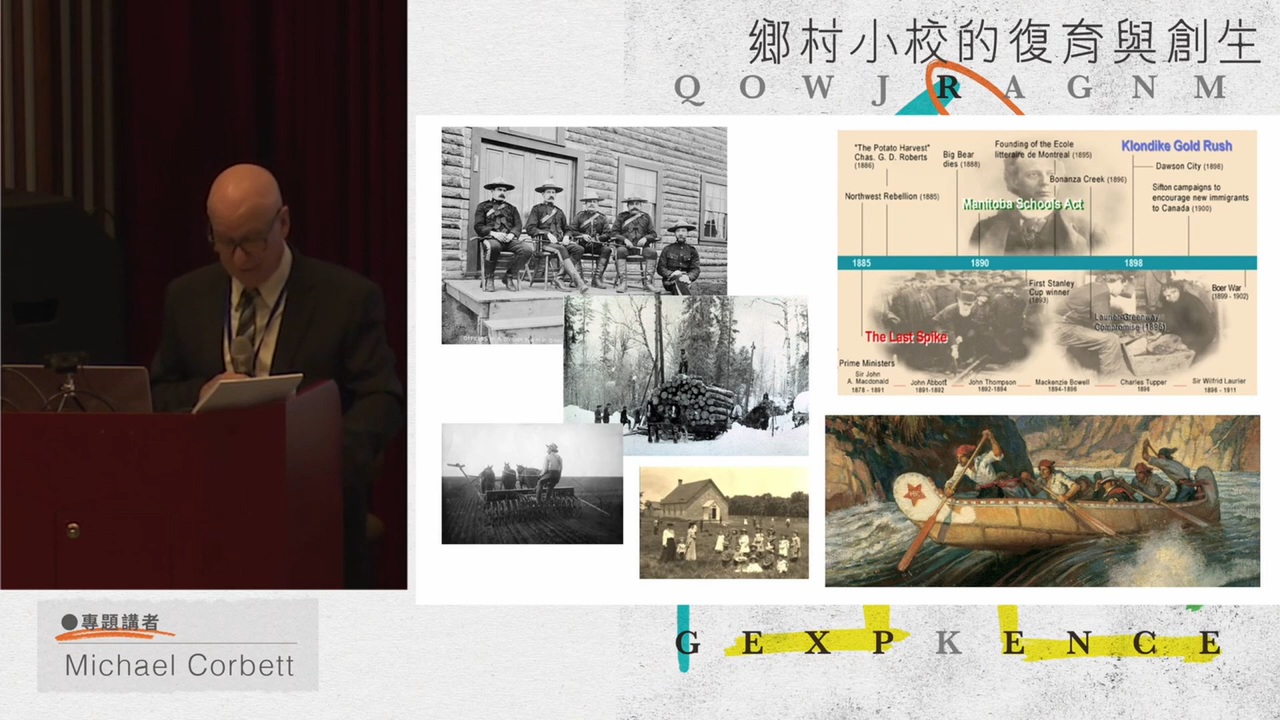 鄉村小校的復育與創生
Q O W J R A G N M
"The Potato Harvest"
Chas. G. D. Roberts
(1886)
Big Bear
dies (1888)
Founding of the Ecole
litteraire de Montreal (1895)
Klondike Gold Rush
Dawson City (1898)
Bonanza Creek (1896)
Northwest Rebellion (1885)
Manitoba Schools Act
Sifton campaigns to
encourage new immigrants
to Canada (1900)
1885
1890
1898
First Stanley
Cup winner
(1893)
Boer War
(1899 - 1902)
Laurier-Greenway
Compromise (1896)
The Last Spike
Prime Ministers
Sir John
A. Macdonald
1878 - 1891
John Abbott
1891-1892
John Thompson
1892-1894
Mackenzie Bowell
1894-1896
Charles Tupper
1896
Sir Wilfrid Laurier
1896 - 1911
●專題講者
Michael Corbett
G E X P K E N C E